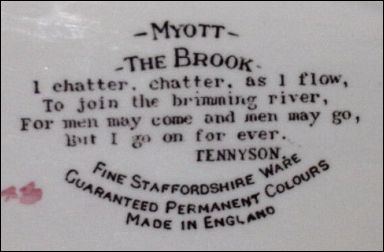 - MYOTT -
- THE BROOK -
I chatter, chatter, as I flow,
To join the brimming river,
For men may come and men may go,
But I go on for ever.
TENNYSON.
FINE STAFFORDSHIRE WARE
GUARANTEED PERMANENT COLOURS
MADE IN ENGLAND